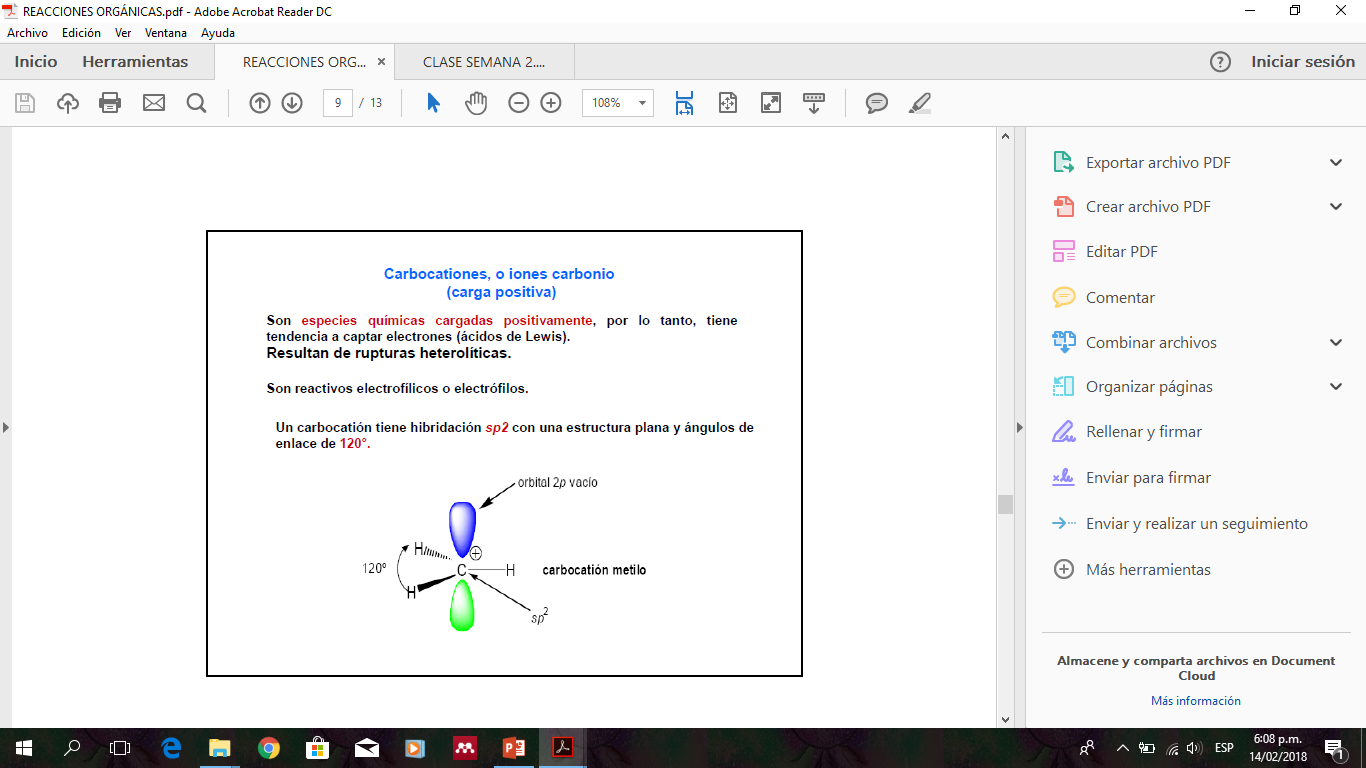 REACCIONES ORGÁNICAS.pdf - Adobe Acrobat Reader DC
Archivo Edición Ver Ventana Ayuda
Inicio Herramientas REACCIONES ORG... × CLASE SEMANA 2.... ? Iniciar sesión
9 / 13 108%
Carbocationes, o iones carbonio
(carga positiva)
Son especies químicas cargadas positivamente, por lo tanto, tiene
tendencia a captar electrones (ácidos de Lewis).
Resultan de rupturas heterolíticas.
Son reactivos electrofílicos o electrófilos.
Un carbocatión tiene hibridación sp2 con una estructura plana y ángulos de
enlace de 120°.
orbital 2p vacío
H
+
120º C H carbocatión metilo
H
sp2
Exportar archivo PDF
Crear archivo PDF
Editar PDF
Comentar
Combinar archivos
Organizar páginas
Rellenar y firmar
Enviar para firmar
Enviar y realizar un seguimiento
Más herramientas
Almacene y comparta archivos en Document
Cloud
Más información
ESP 6:08 p.m.
14/02/2018 1